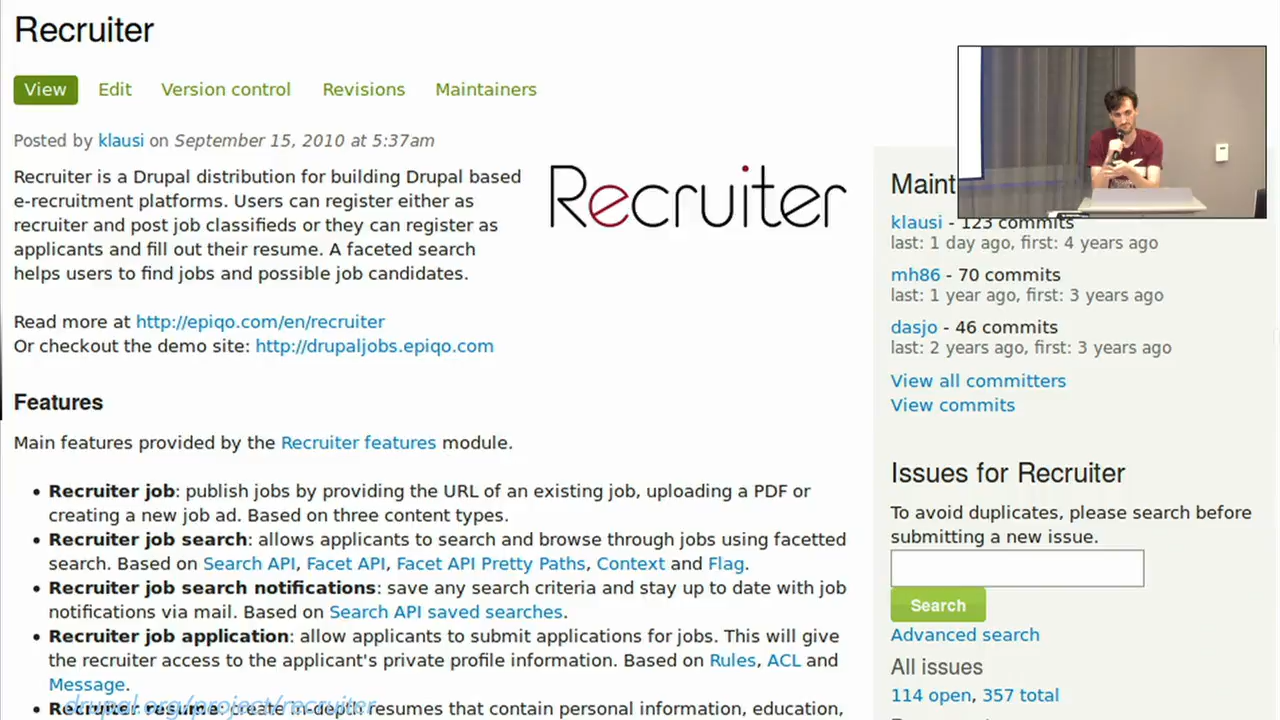 Recruiter
View Edit Version control Revisions Maintainers
Posted by klausi on September 15, 2010 at 5:37am
Recruiter is a Drupal distribution for building Drupal based
e-recruitment platforms. Users can register either as
recruiter and post job classifieds or they can register as
applicants and fill out their resume. A faceted search
helps users to find jobs and possible job candidates.
Recruiter
Read more at http://epiqo.com/en/recruiter
Or checkout the demo site: http://drupaljobs.epiqo.com
Features
Main features provided by the Recruiter features module.
• Recruiter job: publish jobs by providing the URL of an existing job, uploading a PDF or
creating a new job ad. Based on three content types.
• Recruiter job search: allows applicants to search and browse through jobs using facetted
search. Based on Search API, Facet API, Facet API Pretty Paths, Context and Flag.
• Recruiter job search notifications: save any search criteria and stay up to date with job
notifications via mail. Based on Search API saved searches.
• Recruiter job application: allow applicants to submit applications for jobs. This will give
the recruiter access to the applicant's private profile information. Based on Rules, ACL and
Message.
drupal.org/project/recruiter
• Recruiter resume: create in-depth resumes that contain personal information, education,
Maint
klausi - 123 commits
last: 1 day ago, first: 4 years ago
mh86 - 70 commits
last: 1 year ago, first: 3 years ago
dasjo - 46 commits
last: 2 years ago, first: 3 years ago
View all committers
View commits
Issues for Recruiter
To avoid duplicates, please search before
submitting a new issue.
Search
Advanced search
All issues
114 open, 357 total